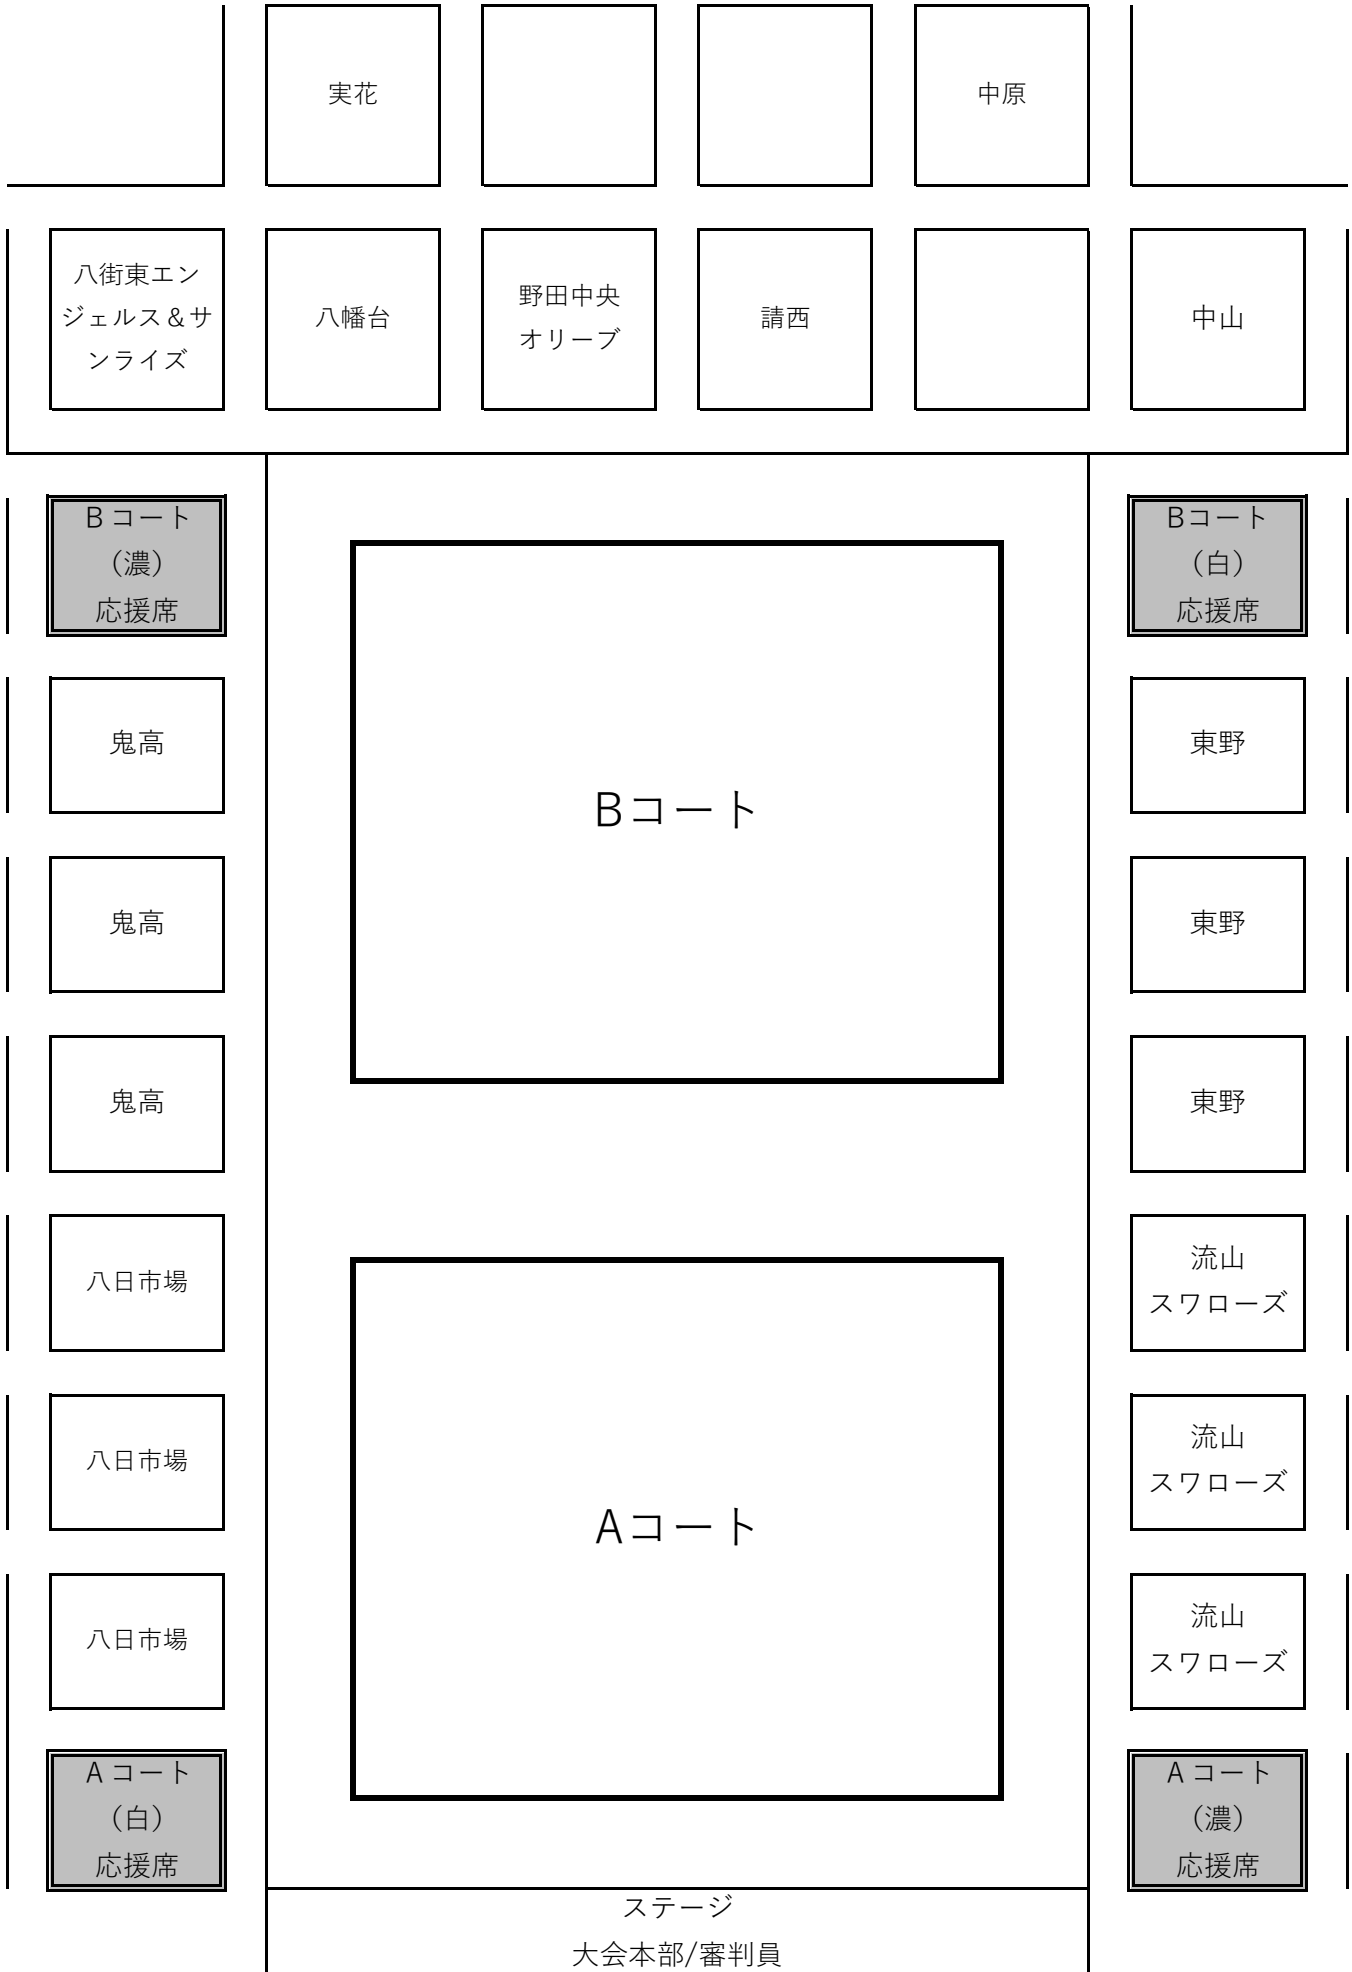 実花
中原
八街東エン
ジェルス＆サ
ンライズ
八幡台
野田中央
オリーブ
請西
中山
Bコート
（濃）
応援席
Bコート
（白）
応援席
鬼高
東野
Bコート
鬼高
東野
鬼高
東野
八日市場
流山
スワローズ
八日市場
流山
スワローズ
Aコート
八日市場
流山
スワローズ
Aコート
（白）
応援席
Aコート
（濃）
応援席
ステージ
大会本部/審判員